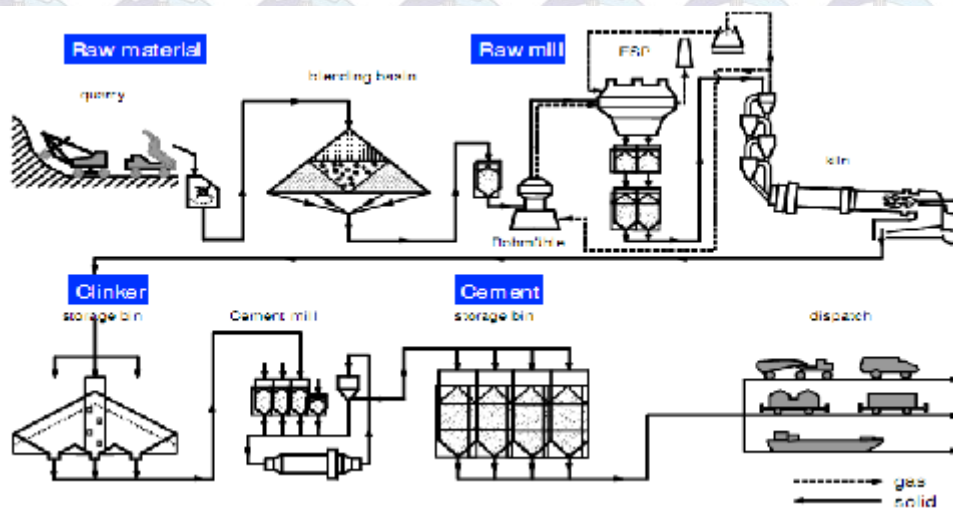 Raw material
Raw mill
ESP
blending basin
quarry
kiln
Rohmühle
Clinker
Cement
storage bin
Cement mill
storage bin
dispatch
gas
solid